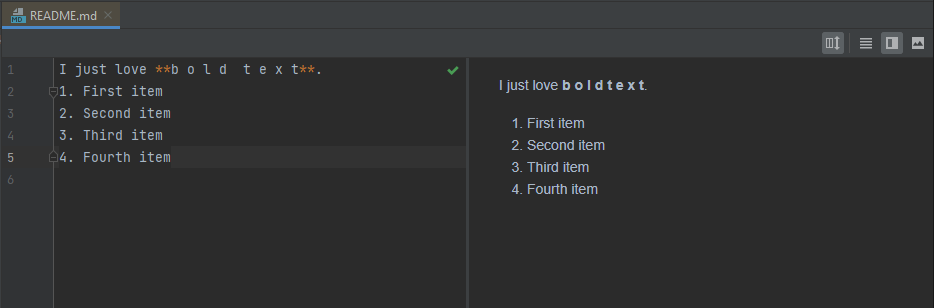 README.md
MD
1 I just love **b o l d  t e x t**.
2 1. First item
3 2. Second item
4 3. Third item
5 4. Fourth item
6
I just love b o l d t e x t.
1. First item
2. Second item
3. Third item
4. Fourth item